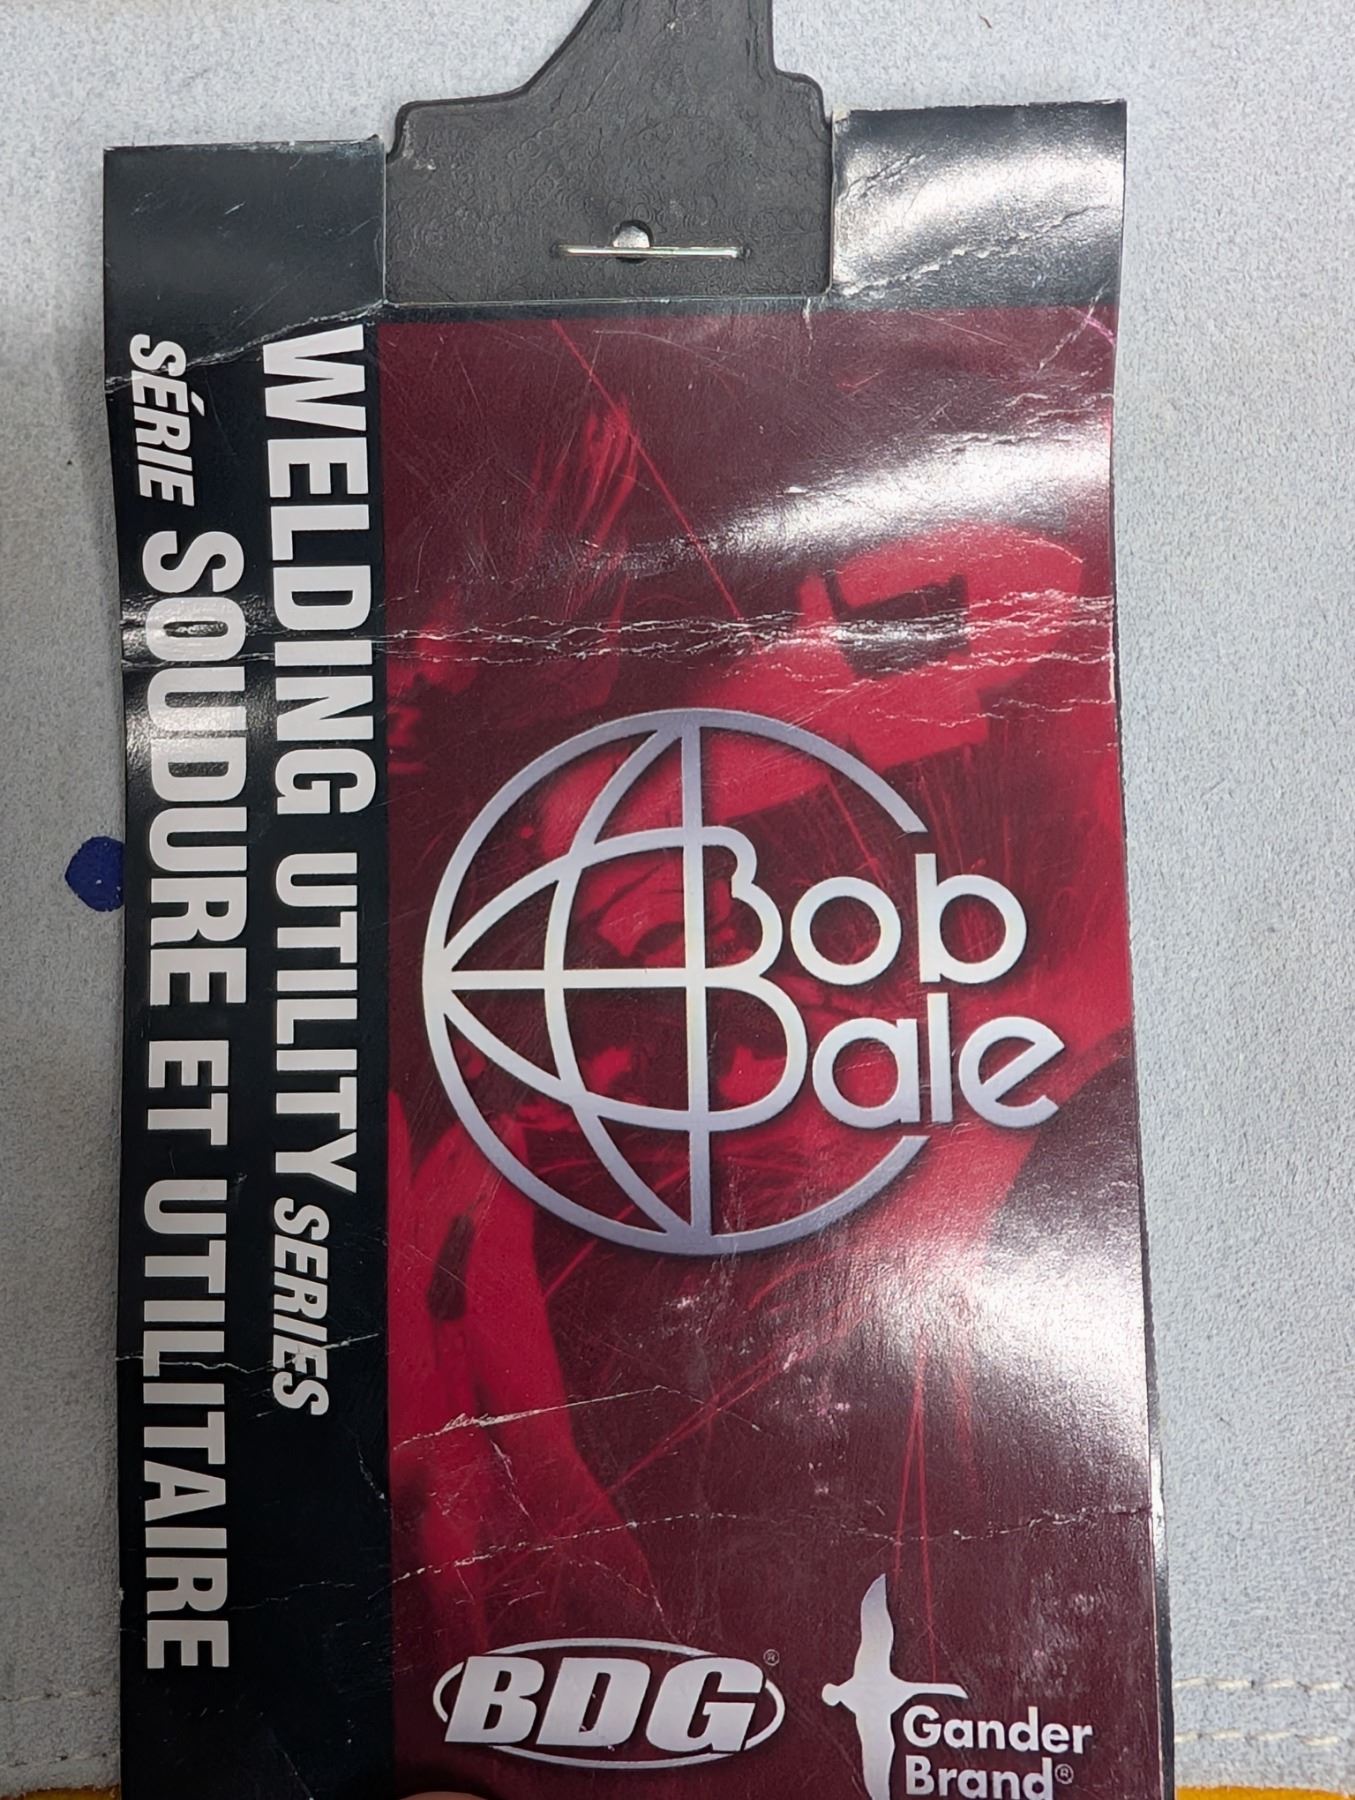 WELDING UTILITY SERIES
SÉRIE SOUDURE ET UTILITAIRE
Bob
Dale
BDG®
Gander
Brand®